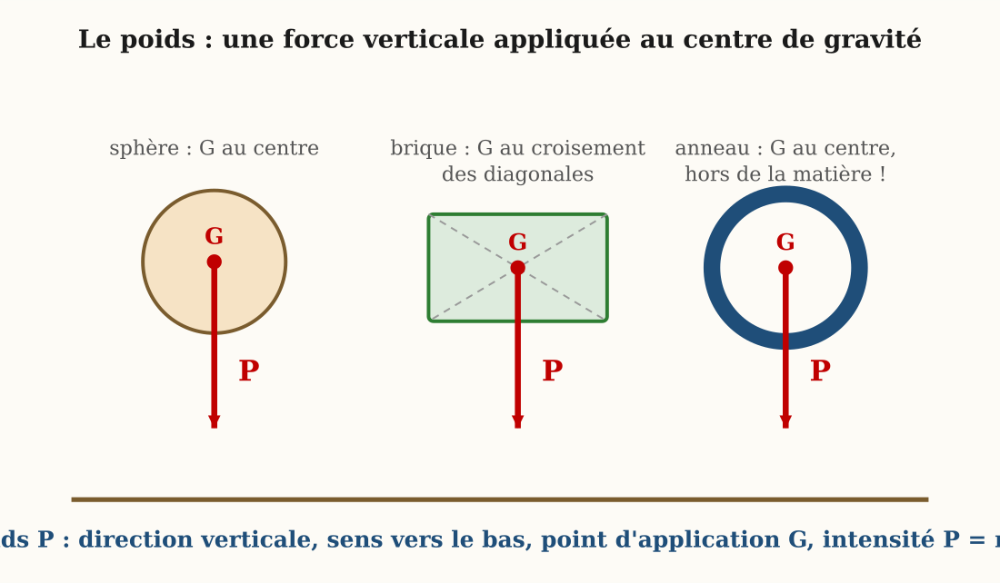 Le poids : une force verticale appliquée au centre de gravité
sphère : G au centre
brique : G au croisement
des diagonales
anneau : G au centre,
hors de la matière !
G
G
G
P
P
P
ds P : direction verticale, sens vers le bas, point d'application G, intensité P =